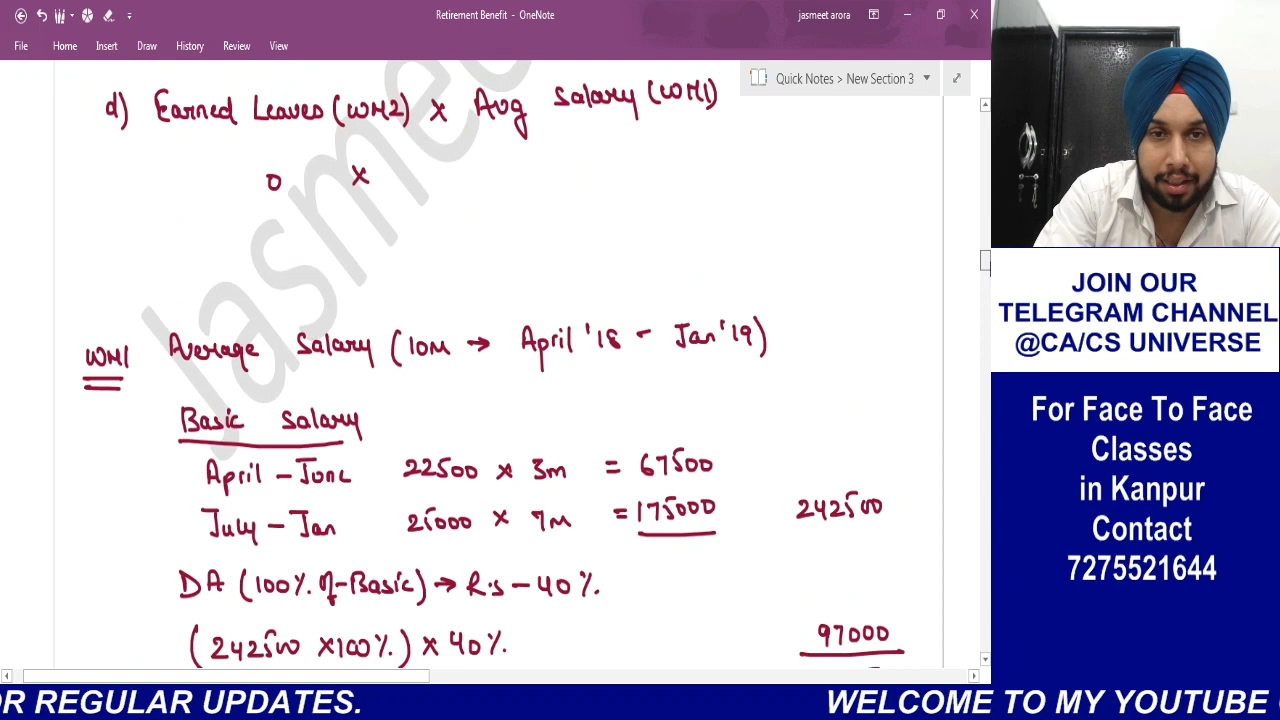 Retirement Benefit - OneNote
jasmeet arora
File Home Insert Draw History Review View
Quick Notes > New Section 3
d) Earned Leaves (WN2) x Avg Salary (WN1)
0 x
Jasmee
WN1 Average Salary (10M → April '18 - Jan '19)
Basic Salary
April - June 22500 x 3m = 67500
July - Jan 25000 x 7M = 175000 242500
DA (100% of Basic) → R.s - 40%.
(242500 x 100%.) x 40%. 97000
JOIN OUR
TELEGRAM CHANNEL
@CA/CS UNIVERSE
For Face To Face
Classes
in Kanpur
Contact
7275521644
OR REGULAR UPDATES. WELCOME TO MY YOUTUBE